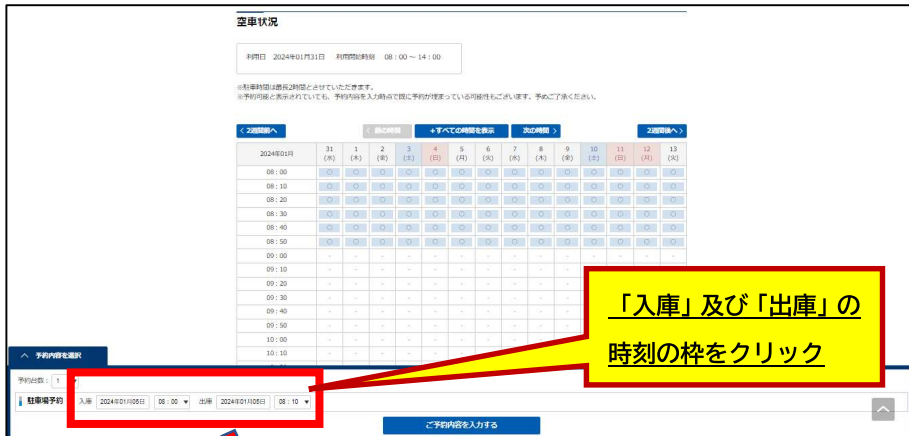 空車状況
利用日 2024年01月31日 利用開始時刻 08：00 ～ 14：00
※駐車時間は最長2時間とさせていただきます。
※予約可能と表示されていても、予約内容を入力時点で既に予約が埋まっている可能性もございます。予めご了承ください。
< 2週間前へ < 前の時間 +すべての時間を表示 次の時間 > 2週間後へ >
2024年01月 31 1 2 3 4 5 6 7 8 9 10 11 12 13
(水) (木) (金) (土) (日) (月) (火) (水) (木) (金) (土) (日) (月) (火)
08：00 ○ ○ ○ ○ ○ ○ ○ ○ ○ ○ ○ ○ ○ ○
08：10 ○ ○ ○ ○ ○ ○ ○ ○ ○ ○ ○ ○ ○ ○
08：20 ○ ○ ○ ○ ○ ○ ○ ○ ○ ○ ○ ○ ○ ○
08：30 ○ ○ ○ ○ ○ ○ ○ ○ ○ ○ ○ ○ ○ ○
08：40 ○ ○ ○ ○ ○ ○ ○ ○ ○ ○ ○ ○ ○ ○
08：50 ○ ○ ○ ○ ○ ○ ○ ○ ○ ○ ○ ○ ○ ○
09：00 - - - - - - - - - - - - - -
09：10 - - - - - - - - - - - - - -
09：20
09：30
09：40
09：50
10：00
10：10
「入庫」及び「出庫」の
時刻の枠をクリック
予約内容を選択
予約台数： 1
駐車場予約 入庫 2024年01月05日 08：00 ▼ 出庫 2024年01月05日 08：10 ▼
ご予約内容を入力する